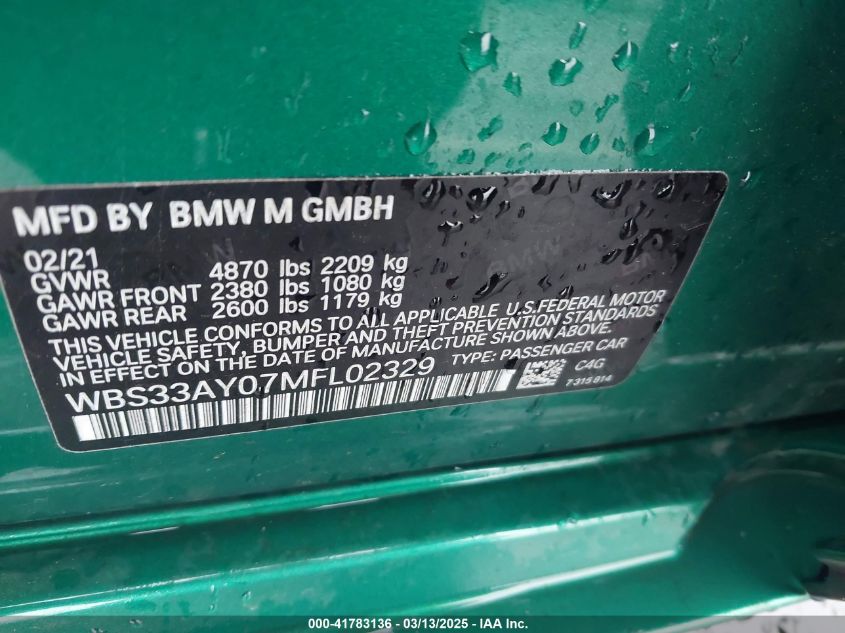 MFD BY BMW M GMBH
02/21
GVWR 4870 lbs 2209 kg
GAWR FRONT 2380 lbs 1080 kg
GAWR REAR 2600 lbs 1179 kg
THIS VEHICLE CONFORMS TO ALL APPLICABLE U.S.FEDERAL MOTOR
VEHICLE SAFETY, BUMPER AND THEFT PREVENTION STANDARDS
IN EFFECT ON THE DATE OF MANUFACTURE SHOWN ABOVE.
WBS33AY07MFL02329 TYPE: PASSENGER CAR
C4G
7315814
000-41783136 - 03/13/2025 - IAA Inc.